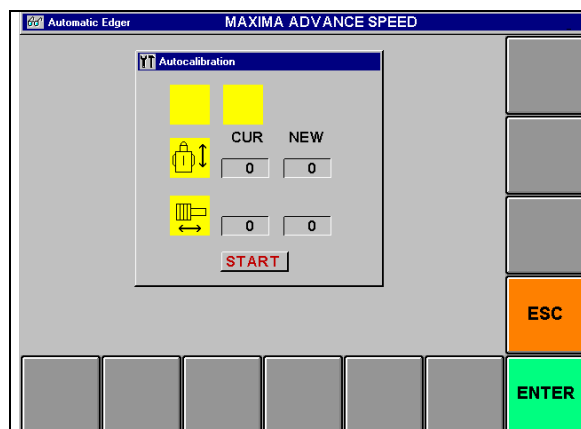 Automatic Edger MAXIMA ADVANCE SPEED
Autocalibration
CUR NEW
0 0
0 0
START
ESC
ENTER